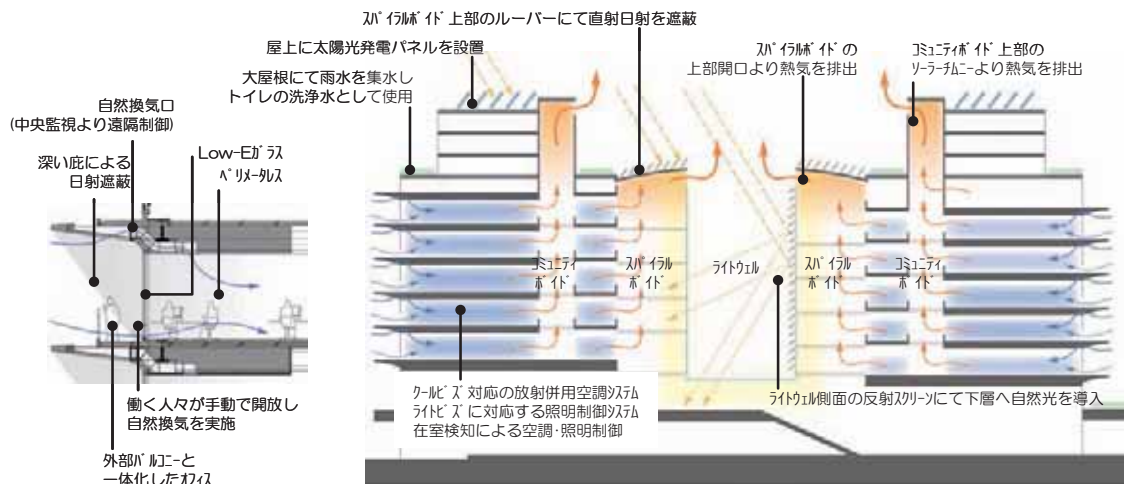 スパイラルボイド上部のルーバーにて直射日射を遮蔽
屋上に太陽光発電パネルを設置
大屋根にて雨水を集水し
トイレの洗浄水として使用
自然換気口
(中央監視より遠隔制御)
深い庇による
日射遮蔽
Low-Eガラス
ペリメータレス
スパイラルボイドの
上部開口より熱気を排出
コミュニティボイド上部の
ソーラーチムニーより熱気を排出
コミュニティ
ボイド
スパイラル
ボイド
ライトウェル
スパイラル
ボイド
コミュニティ
ボイド
働く人々が手動で開放し
自然換気を実施
外部バルコニーと
一体化したオフィス
クールビズ対応の放射併用空調システム
ライトビズに対応する照明制御システム
在室検知による空調・照明制御
ライトウェル側面の反射スクリーンにて下層へ自然光を導入